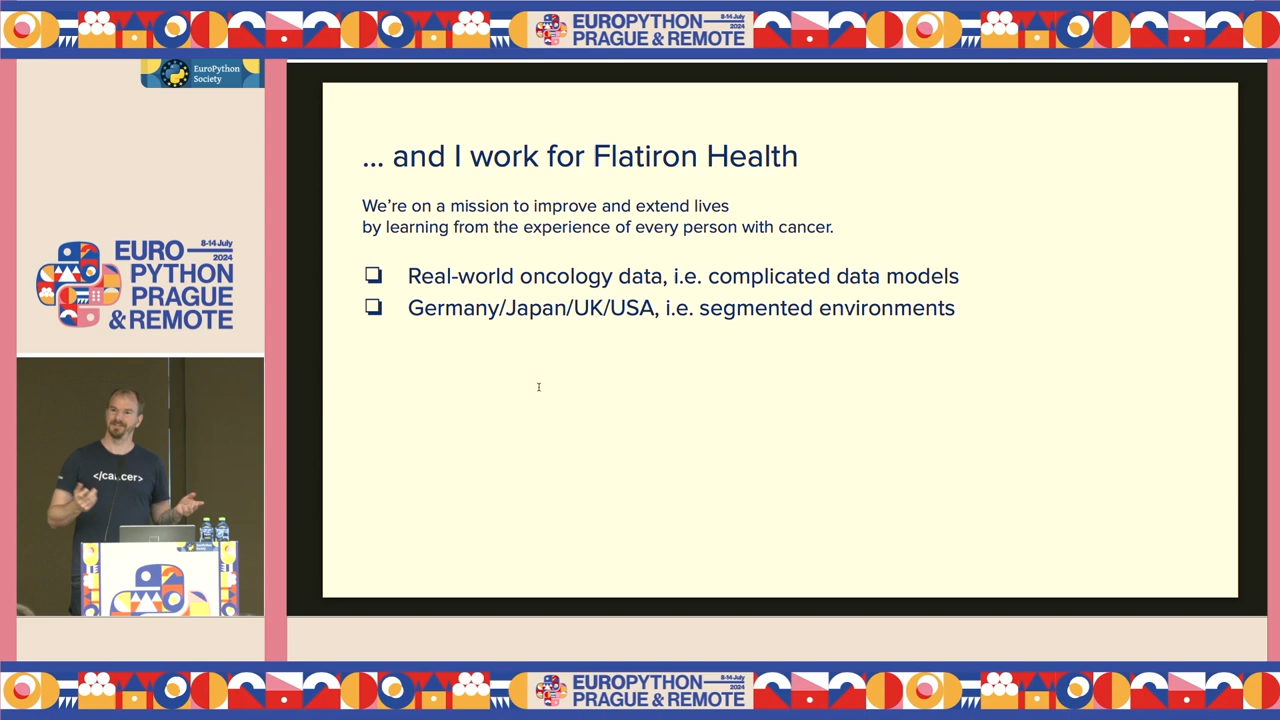 EUROPYTHON
8-14 July
2024
PRAGUE & REMOTE
EuroPython
Society
EURO
8-14 July
2024
PYTHON
PRAGUE
& REMOTE
... and I work for Flatiron Health
We're on a mission to improve and extend lives
by learning from the experience of every person with cancer.
❏ Real-world oncology data, i.e. complicated data models
❏ Germany/Japan/UK/USA, i.e. segmented environments
EUROPYTHON
8-14 July
2024
PRAGUE & REMOTE